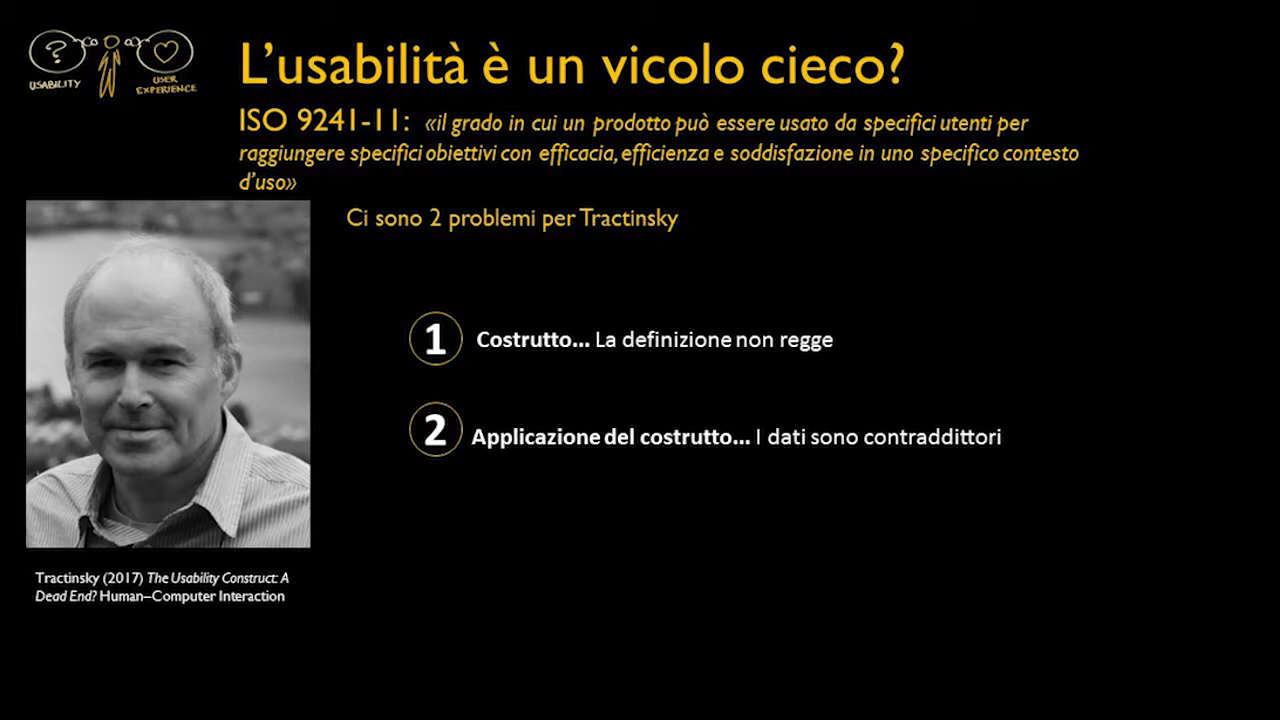 USABILITY
USER
EXPERIENCE
L'usabilità è un vicolo cieco?
ISO 9241-11: «il grado in cui un prodotto può essere usato da specifici utenti per
raggiungere specifici obiettivi con efficacia, efficienza e soddisfazione in uno specifico contesto
d'uso»
Ci sono 2 problemi per Tractinsky
1 Costrutto... La definizione non regge
2 Applicazione del costrutto... I dati sono contraddittori
Tractinsky (2017) The Usability Construct: A
Dead End? Human–Computer Interaction